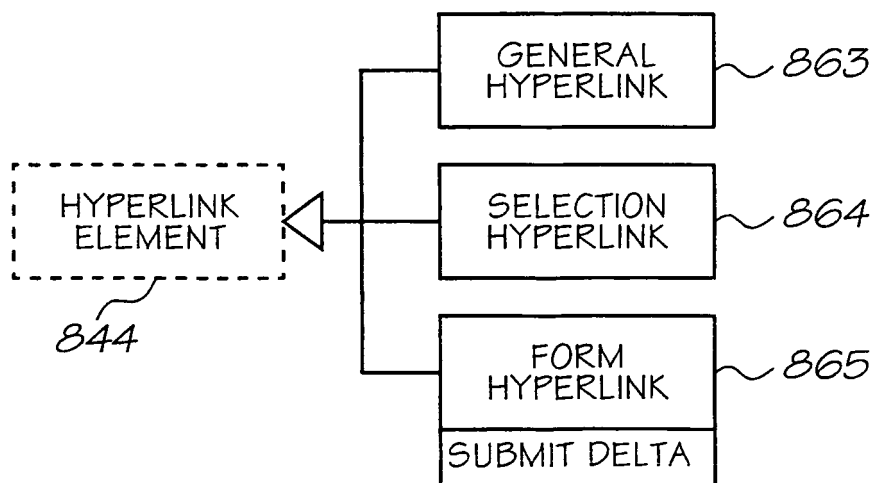 GENERAL
HYPERLINK
863
HYPERLINK
ELEMENT
844
SELECTION
HYPERLINK
864
FORM
HYPERLINK
865
SUBMIT DELTA